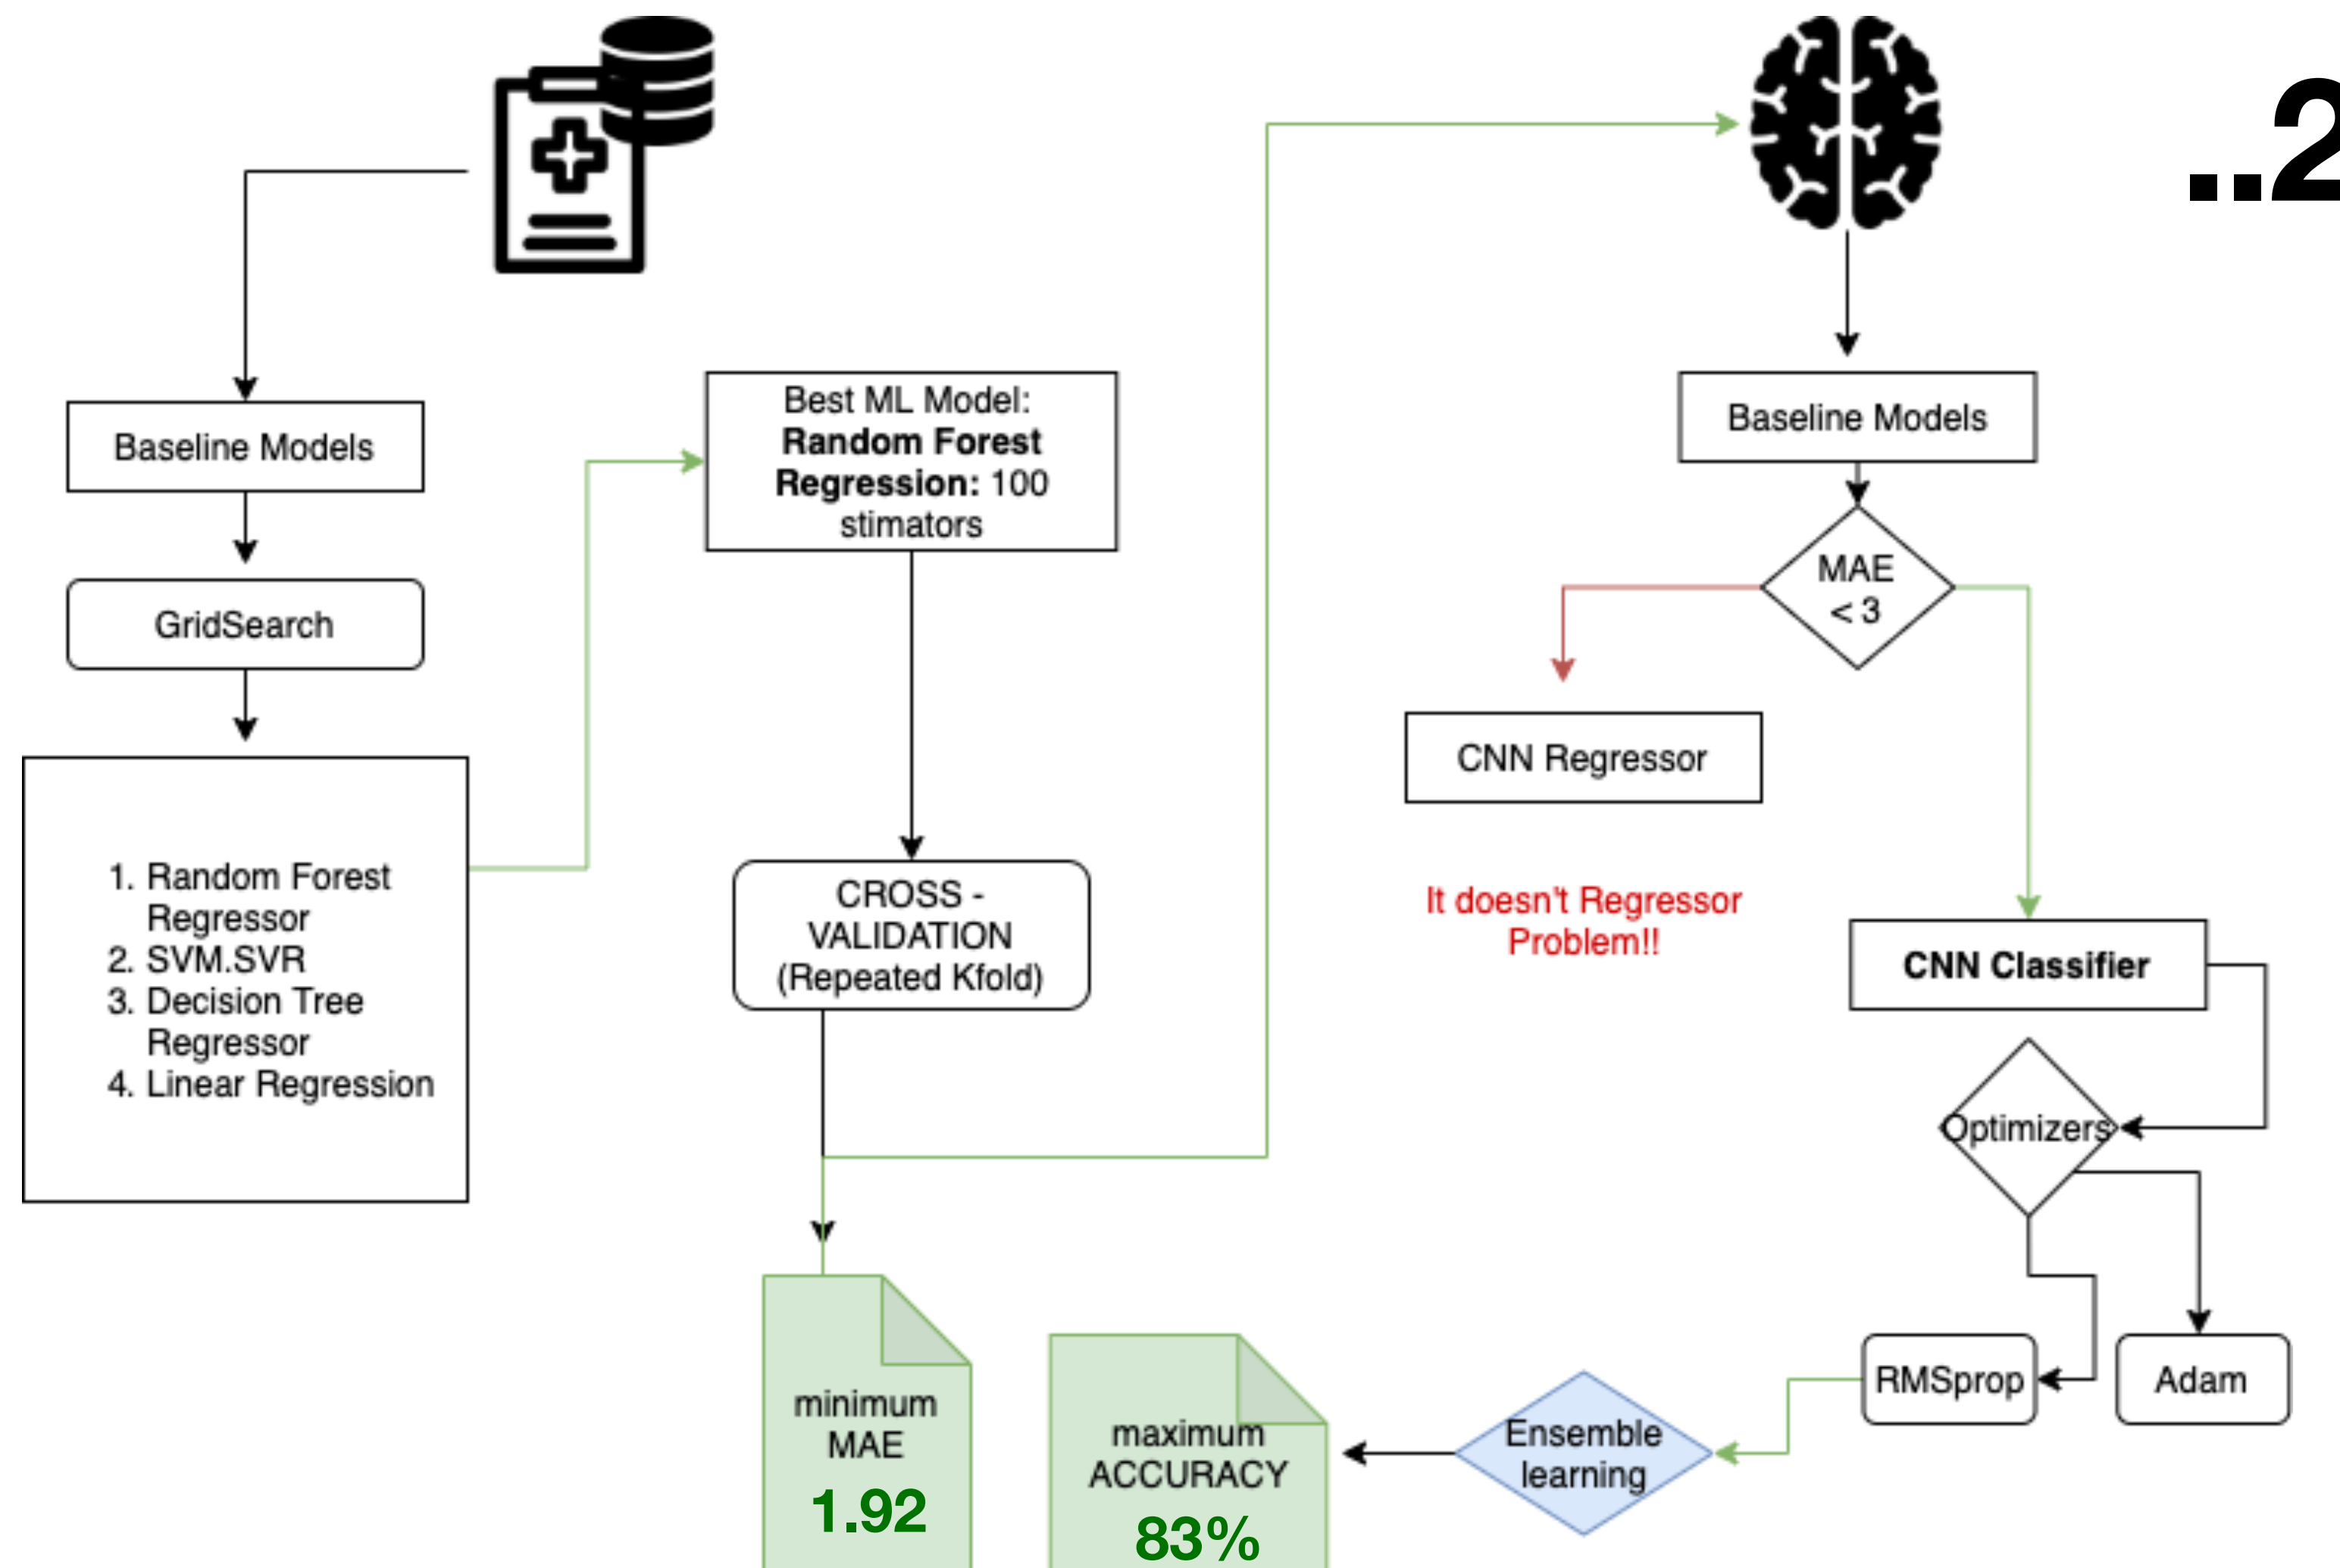 ..2
Baseline Models
GridSearch
1. Random Forest
Regressor
2. SVM.SVR
3. Decision Tree
Regressor
4. Linear Regression
Best ML Model:
Random Forest
Regression: 100
stimators
CROSS -
VALIDATION
(Repeated Kfold)
minimum
MAE
1.92
maximum
ACCURACY
83%
Baseline Models
MAE
< 3
CNN Regressor
It doesn't Regressor
Problem!!
CNN Classifier
Optimizers
RMSprop
Adam
Ensemble
learning